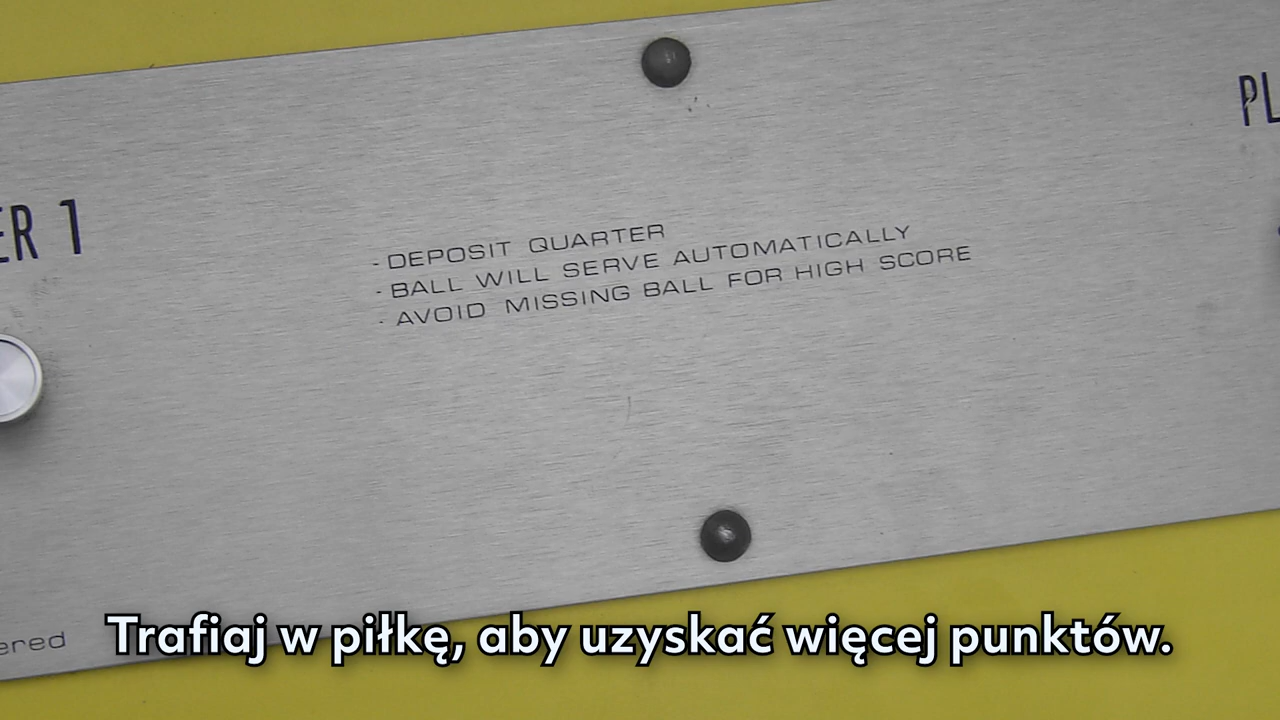 ER 1
PL
- DEPOSIT QUARTER
- BALL WILL SERVE AUTOMATICALLY
- AVOID MISSING BALL FOR HIGH SCORE
ered
Trafiaj w piłkę, aby uzyskać więcej punktów.